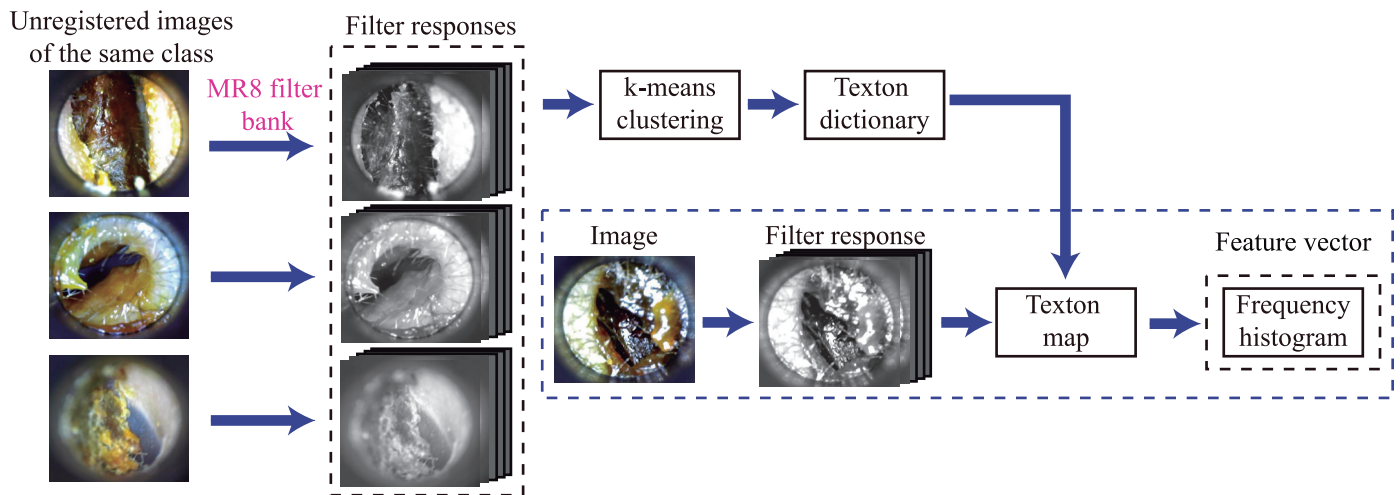 Unregistered images
of the same class
Filter responses
MR8 filter
bank
k-means
clustering
Texton
dictionary
Image
Filter response
Texton
map
Feature vector
Frequency
histogram